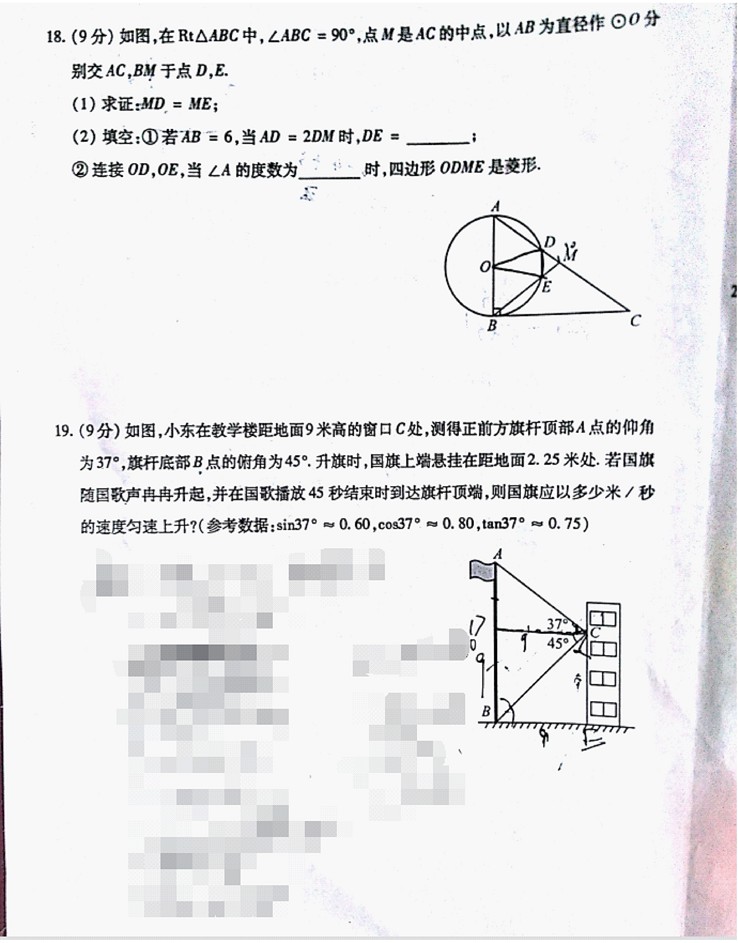 18. (9分) 如图,在Rt△ABC中,∠ABC = 90°,点M是AC的中点,以AB为直径作⊙O分
别交AC,BM于点D,E.
(1) 求证:MD = ME;
(2) 填空:①若AB = 6,当AD = 2DM时,DE = ______;
②连接OD,OE,当∠A的度数为______时,四边形ODME是菱形.
A
D
M
O
E
B
C
2
19. (9分) 如图,小东在教学楼距地面9米高的窗口C处,测得正前方旗杆顶部A点的仰角
为37°,旗杆底部B点的俯角为45°. 升旗时,国旗上端悬挂在距地面2.25米处. 若国旗
随国歌声冉冉升起,并在国歌播放45秒结束时到达旗杆顶端,则国旗应以多少米/秒
的速度匀速上升?(参考数据:sin37° ≈ 0.60,cos37° ≈ 0.80,tan37° ≈ 0.75)
A
37°
C
9
45°
9
B
9